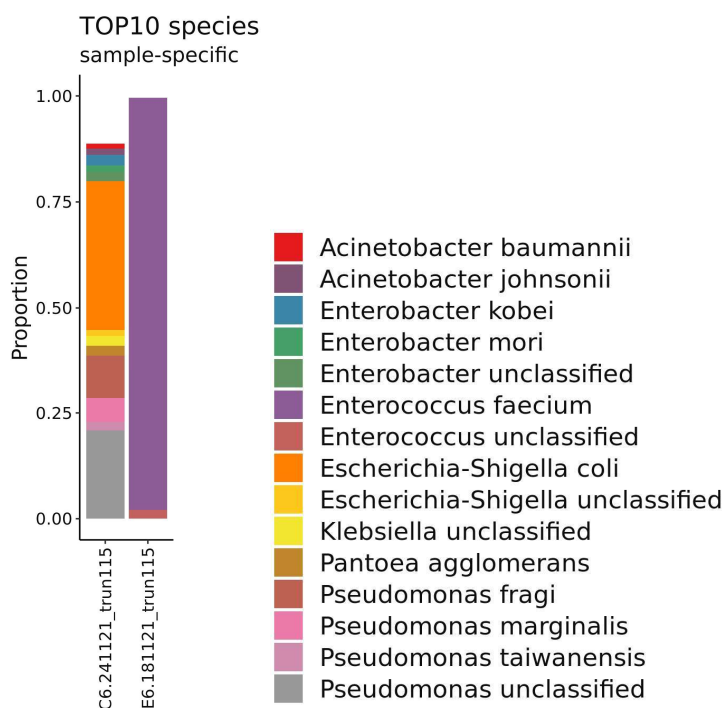 TOP10 species
sample-specific
Proportion
1.00
0.75
0.50
0.25
0.00
C6.241121_trun115
E6.181121_trun115
Acinetobacter baumannii
Acinetobacter johnsonii
Enterobacter kobei
Enterobacter mori
Enterobacter unclassified
Enterococcus faecium
Enterococcus unclassified
Escherichia-Shigella coli
Escherichia-Shigella unclassified
Klebsiella unclassified
Pantoea agglomerans
Pseudomonas fragi
Pseudomonas marginalis
Pseudomonas taiwanensis
Pseudomonas unclassified